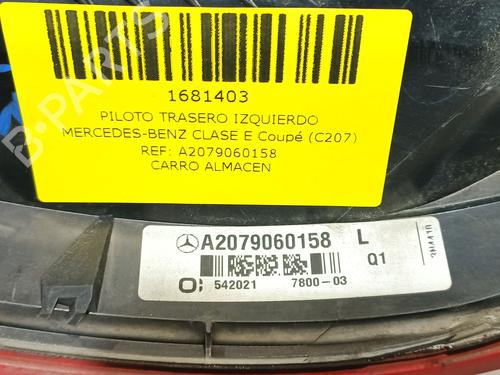 1681403
PILOTO TRASERO IZQUIERDO
MERCEDES-BENZ CLASE E Coupé (C207)
REF: A2079060158
CARRO ALMACEN
A2079060158 L
Q1
542021 7800-03
B-PARTS